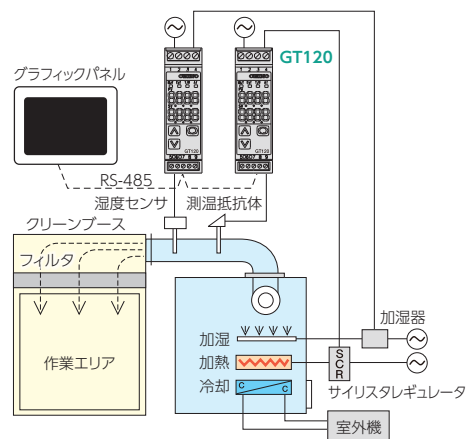 GT120
グラフィックパネル
GT120
GT120
RS-485
湿度センサ
測温抵抗体
クリーンブース
フィルタ
作業エリア
加湿
加熱
冷却
C
C
加湿器
SCR
サイリスタレギュレータ
室外機